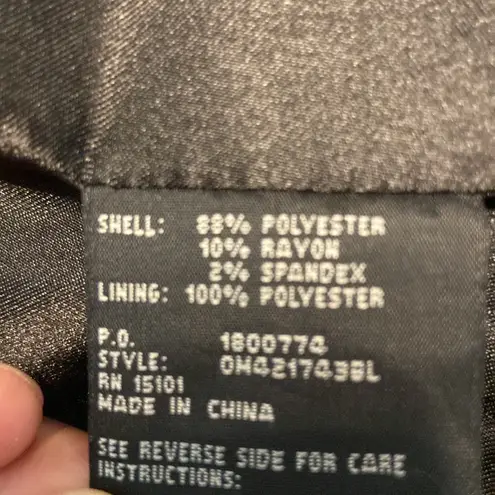 SHELL: 88% POLYESTER
10% RAYON
2% SPANDEX
LINING: 100% POLYESTER
P.O. 1800774
STYLE: 0M421743BL
RN 15101
MADE IN CHINA
SEE REVERSE SIDE FOR CARE
INSTRUCTIONS: